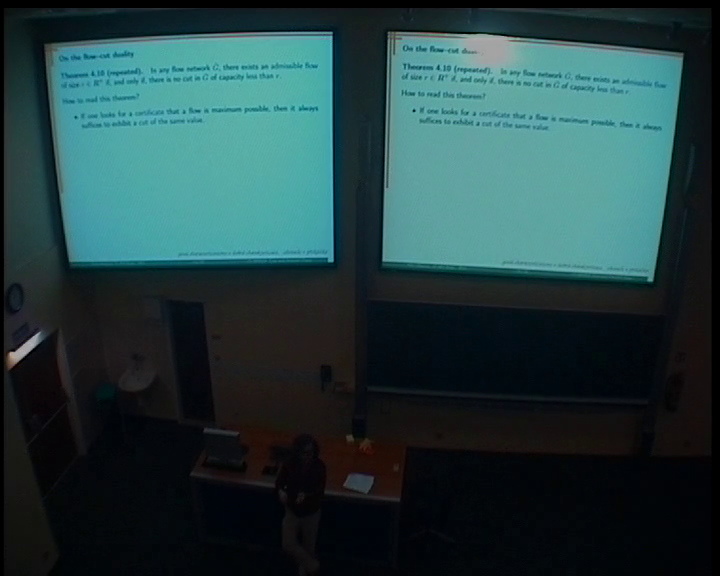 On the flow-cut duality
Theorem 4.10 (repeated). In any flow network G, there exists an admissible flow
of size r ∈ R⁺ if, and only if, there is no cut in G of capacity less than r.
How to read this theorem?
• If one looks for a certificate that a flow is maximum possible, then it always
suffices to exhibit a cut of the same value.
On the flow-cut
Theorem 4.10 (repeated). In any flow network G, there exists an admissible flow
of size r ∈ R⁺ if, and only if, there is no cut in G of capacity less than r.
How to read this theorem?
• If one looks for a certificate that a flow is maximum possible, then it always
suffices to exhibit a cut of the same value.